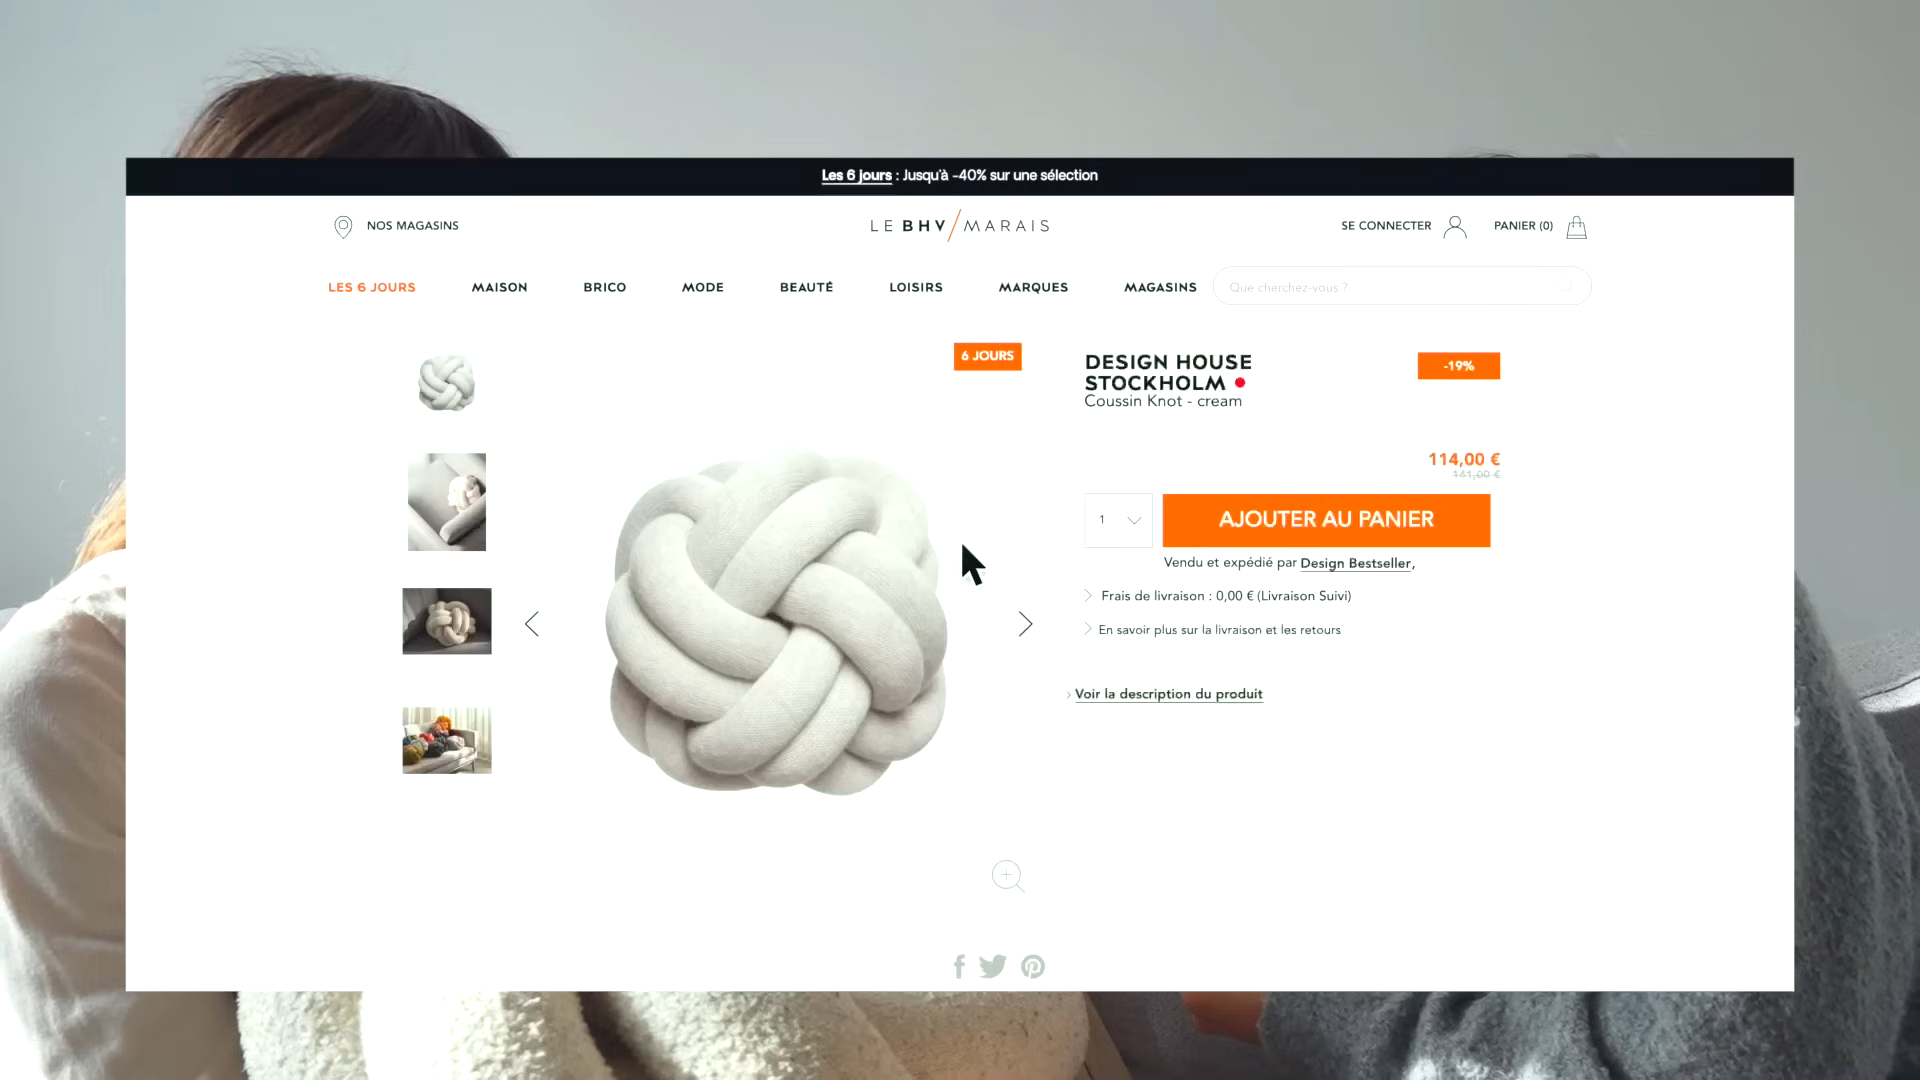 Les 6 jours : Jusqu'à -40% sur une sélection
NOS MAGASINS
LE BHV/MARAIS
SE CONNECTER
PANIER (0)
LES 6 JOURS
MAISON
BRICO
MODE
BEAUTÉ
LOISIRS
MARQUES
MAGASINS
Que cherchez-vous ?
6 JOURS
DESIGN HOUSE
STOCKHOLM
-19%
Coussin Knot - cream
114,00 €
141,00 €
1
AJOUTER AU PANIER
Vendu et expédié par Design Bestseller,
Frais de livraison : 0,00 € (Livraison Suivi)
En savoir plus sur la livraison et les retours
Voir la description du produit